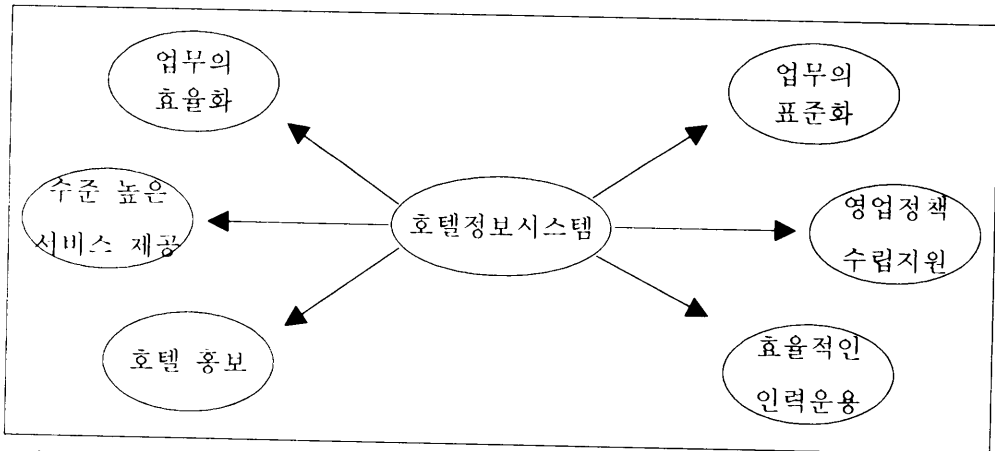 업무의
효율화
업무의
표준화
수준 높은
서비스 제공
호텔정보시스템
영업정책
수립지원
호텔 홍보
효율적인
인력운용